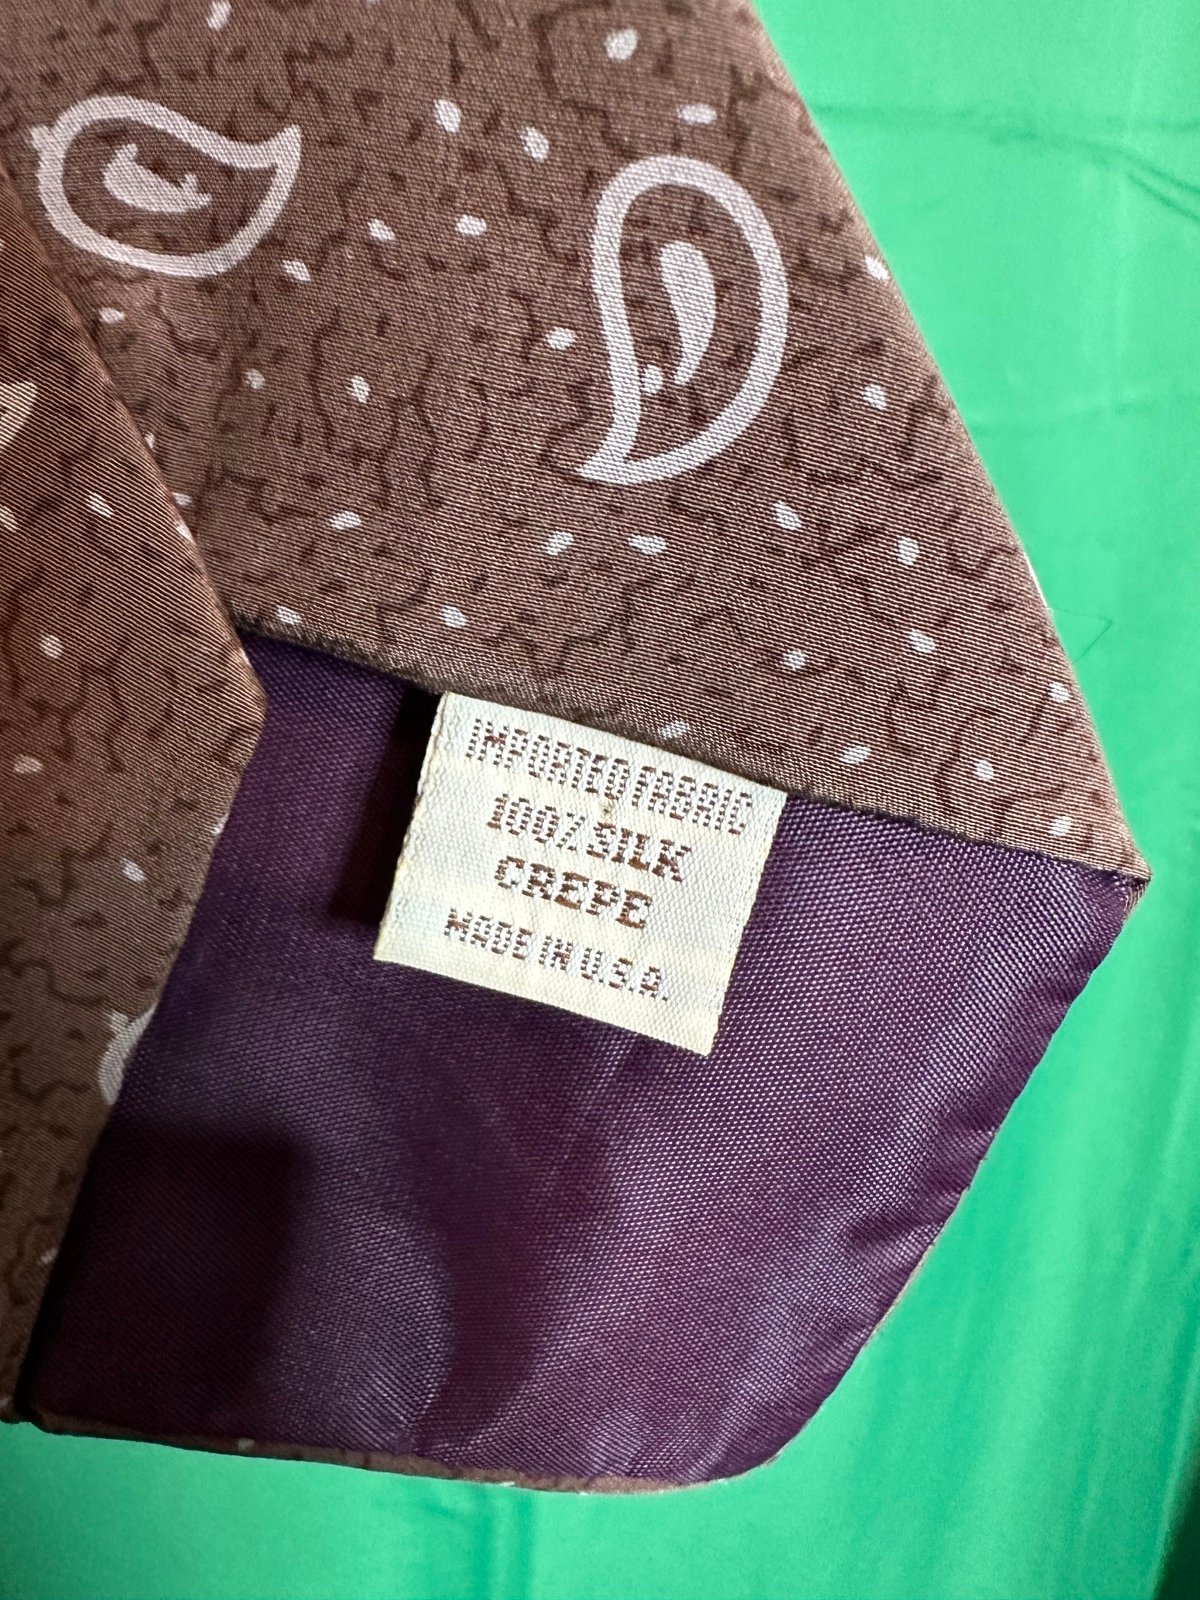 IMPORTED FABRIC
100% SILK
CREPE
MADE IN U.S.A.